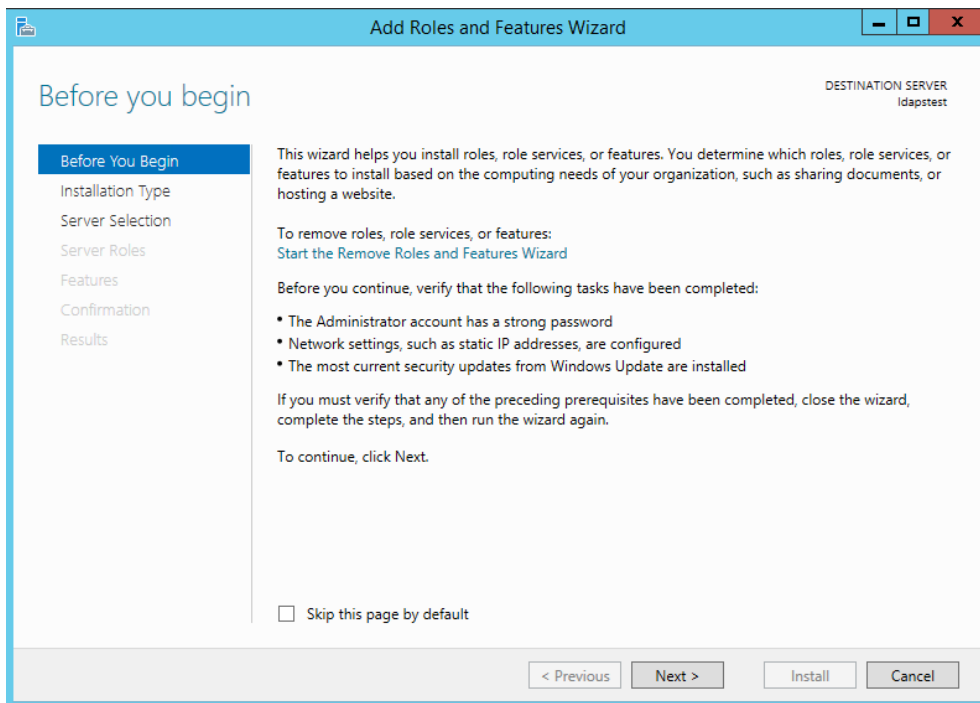 Add Roles and Features Wizard
Before you begin
DESTINATION SERVER
ldapstest
Before You Begin
Installation Type
Server Selection
Server Roles
Features
Confirmation
Results
This wizard helps you install roles, role services, or features. You determine which roles, role services, or
features to install based on the computing needs of your organization, such as sharing documents, or
hosting a website.
To remove roles, role services, or features:
Start the Remove Roles and Features Wizard
Before you continue, verify that the following tasks have been completed:
• The Administrator account has a strong password
• Network settings, such as static IP addresses, are configured
• The most current security updates from Windows Update are installed
If you must verify that any of the preceding prerequisites have been completed, close the wizard,
complete the steps, and then run the wizard again.
To continue, click Next.
Skip this page by default
< Previous
Next >
Install
Cancel